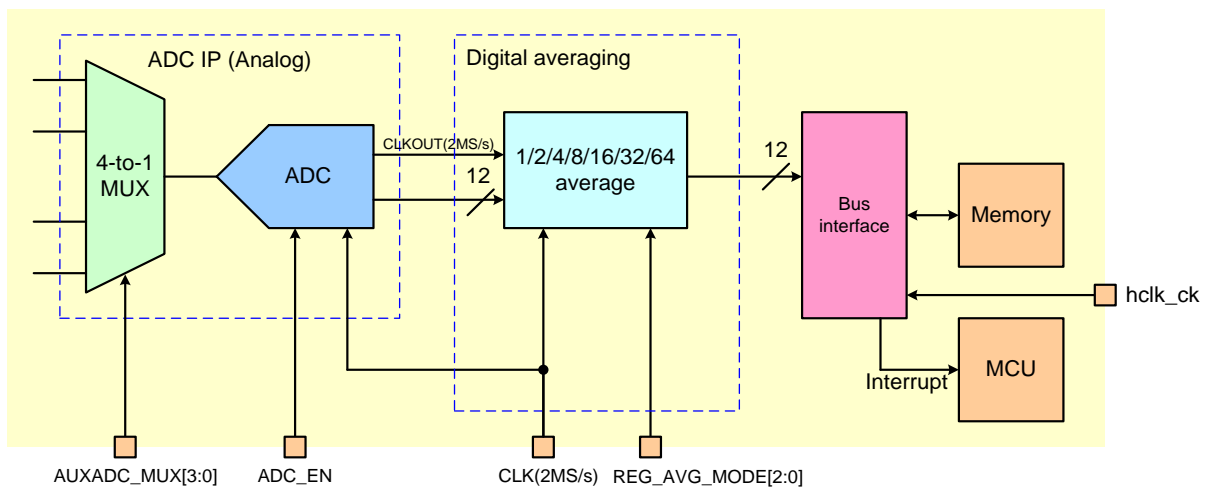 ADC IP (Analog)
Digital averaging
4-to-1
MUX
ADC
CLKOUT(2MS/s)
12
1/2/4/8/16/32/64
average
12
Bus
interface
Memory
hclk_ck
Interrupt
MCU
AUXADC_MUX[3:0]
ADC_EN
CLK(2MS/s)
REG_AVG_MODE[2:0]